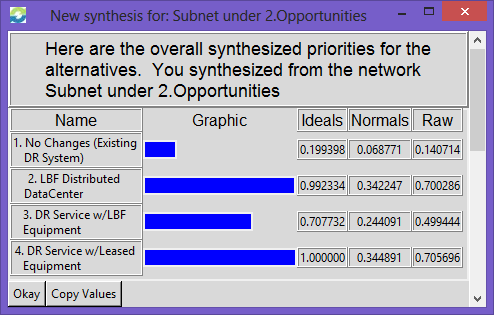 New synthesis for: Subnet under 2.Opportunities
Here are the overall synthesized priorities for the
alternatives. You synthesized from the network
Subnet under 2.Opportunities
Name Graphic Ideals Normals Raw
1. No Changes (Existing
DR System) 0.199398 0.068771 0.140714
2. LBF Distributed
DataCenter 0.992334 0.342247 0.700286
3. DR Service w/LBF
Equipment 0.707732 0.244091 0.499444
4. DR Service w/Leased
Equipment 1.000000 0.344891 0.705696
Okay Copy Values